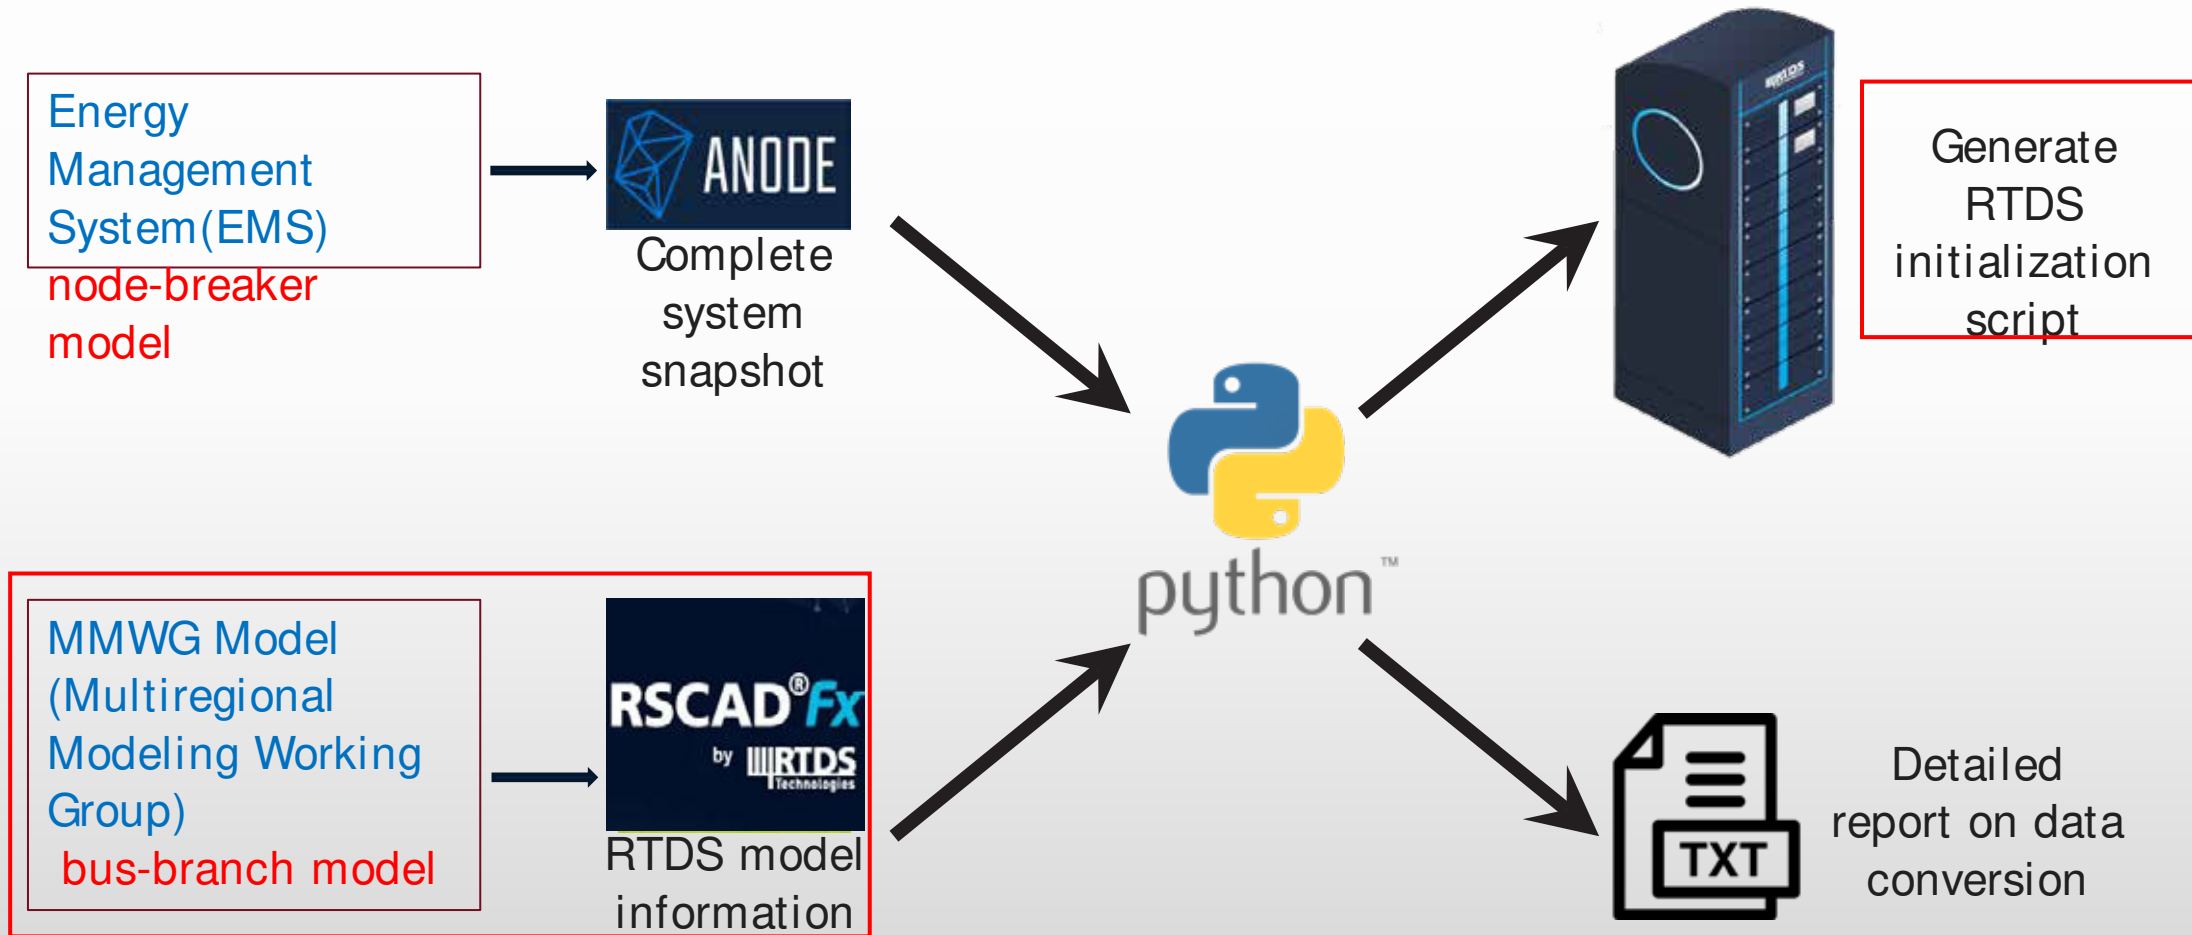 Energy
Management
System(EMS)
node-breaker
model
ANODE
Complete
system
snapshot
RTDS
Generate
RTDS
initialization
script
python™
MMWG Model
(Multiregional
Modeling Working
Group)
bus-branch model
RSCAD®Fx
by RTDS
Technologies
RTDS model
information
TXT
Detailed
report on data
conversion